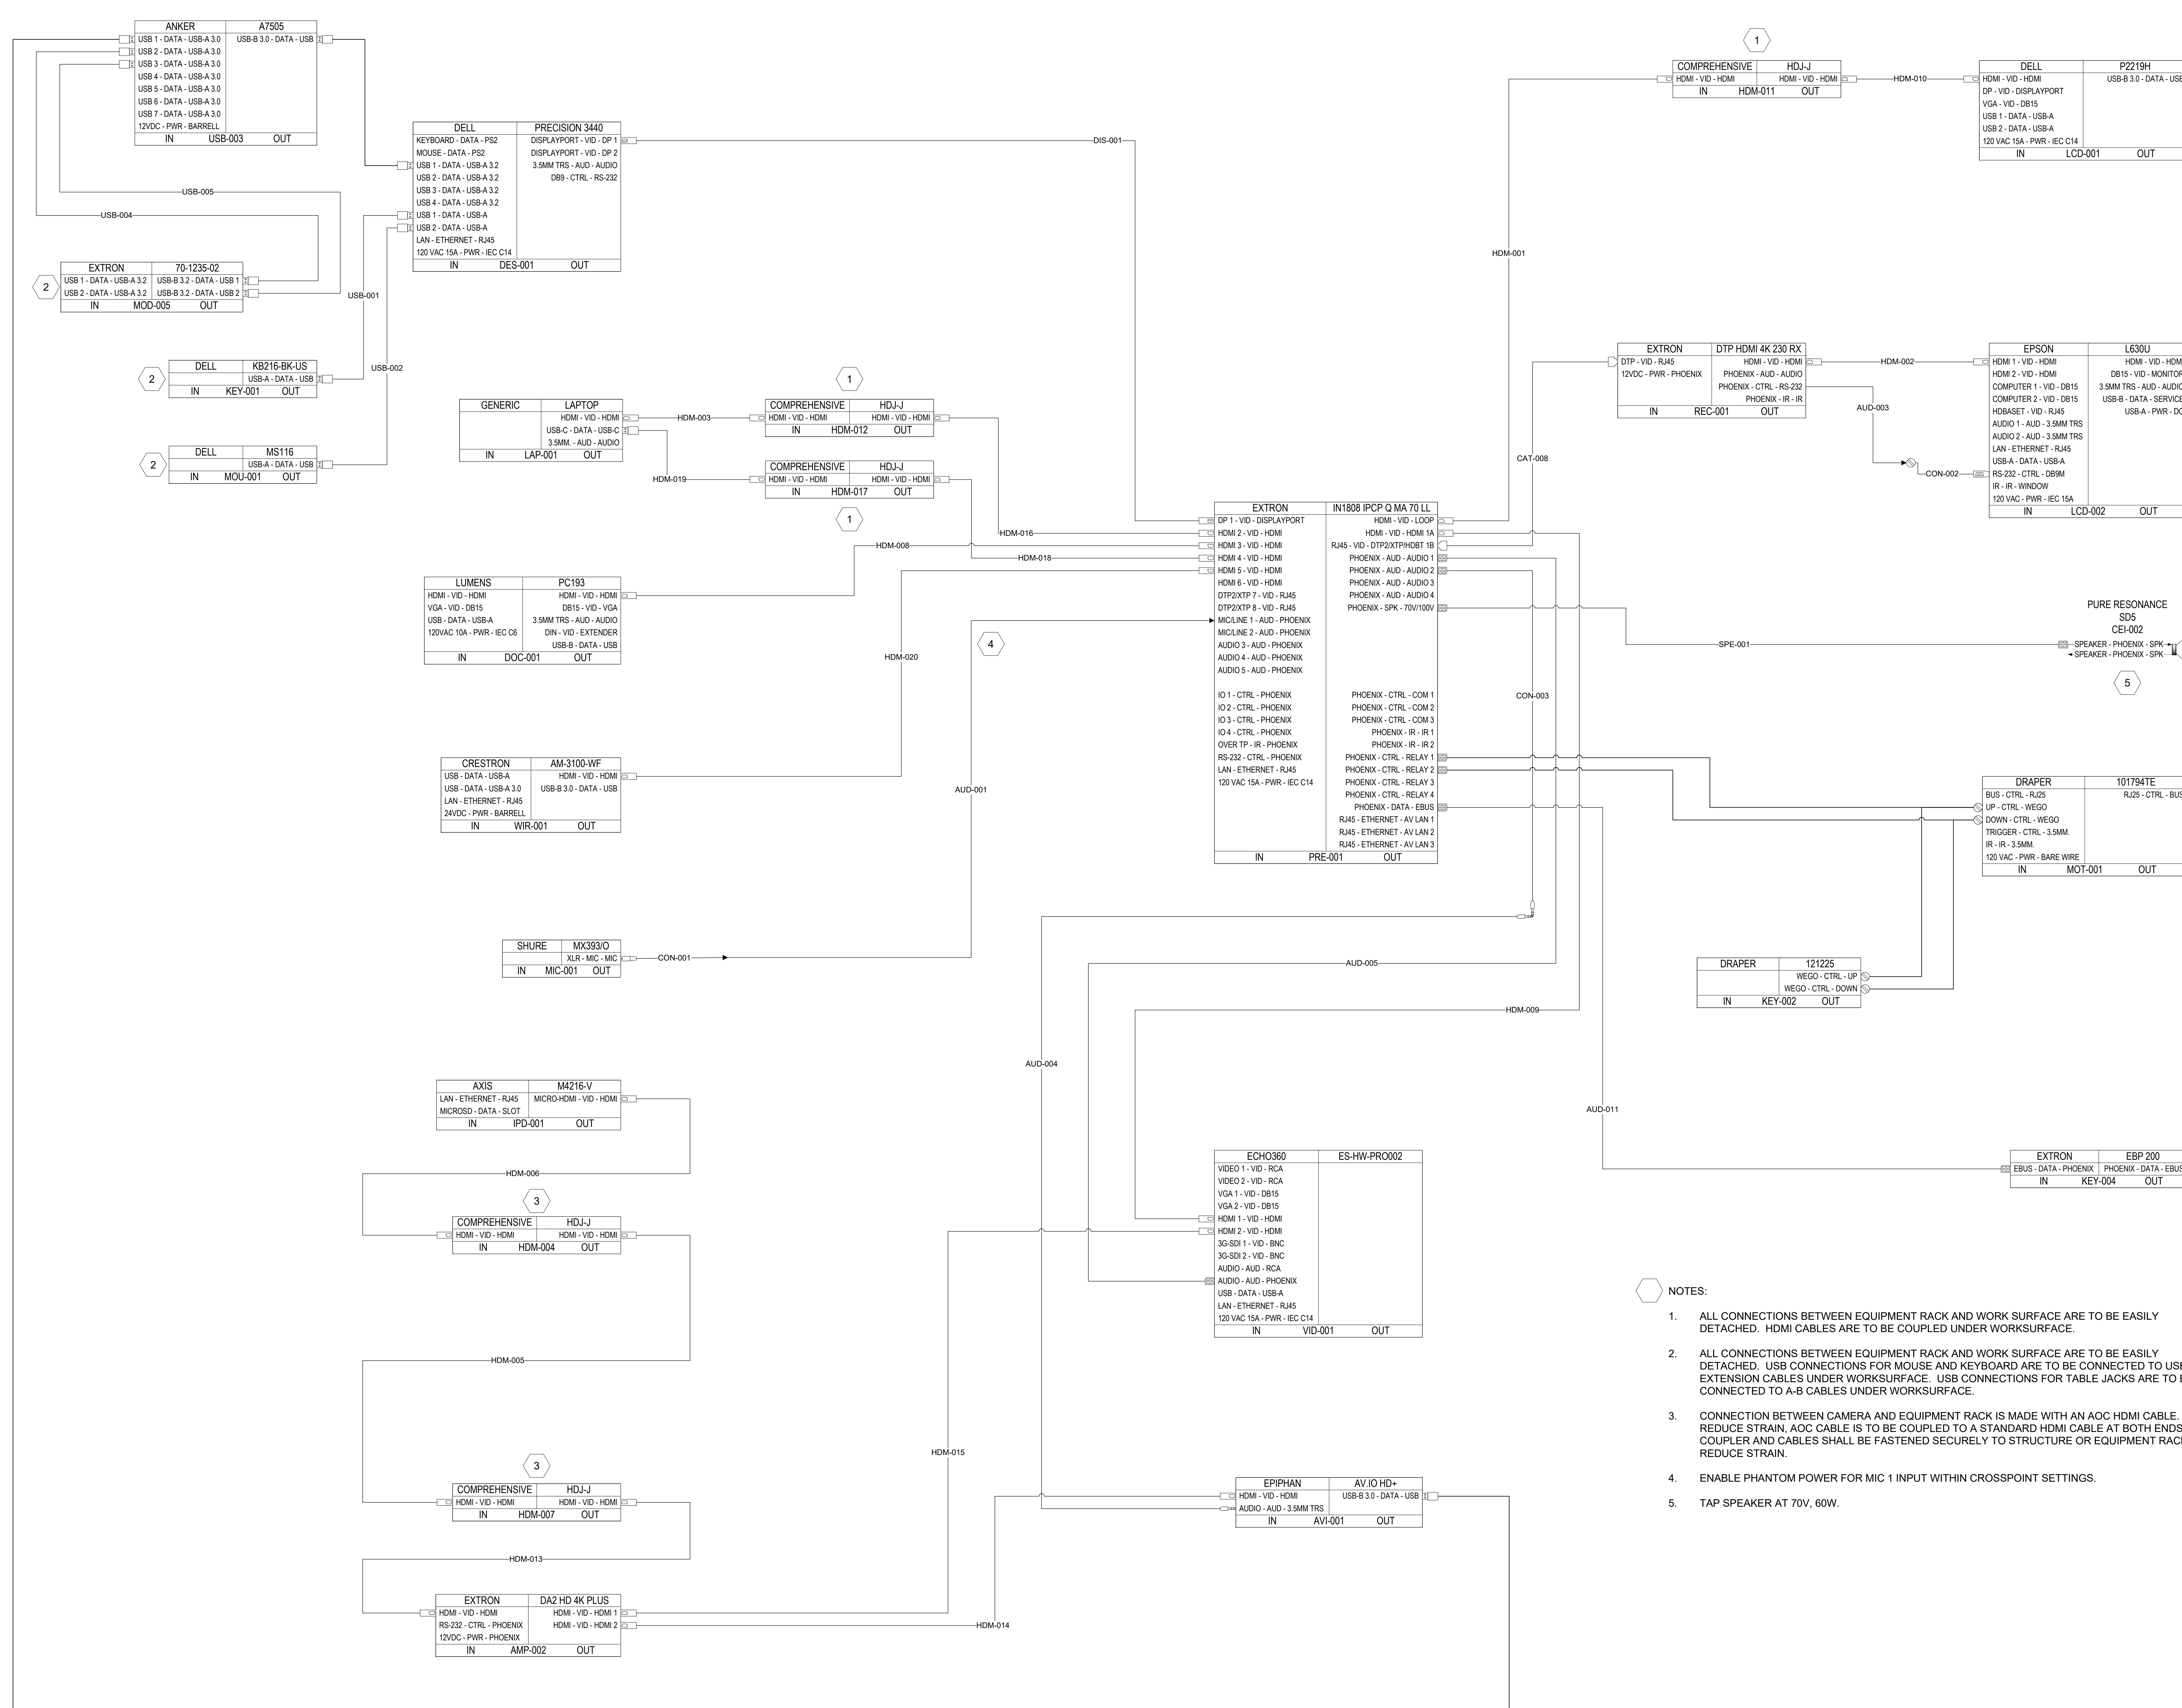 ANKER A7505
USB 1 - DATA - USB-A 3.0 USB-B 3.0 - DATA - USB
USB 2 - DATA - USB-A 3.0
USB 3 - DATA - USB-A 3.0
USB 4 - DATA - USB-A 3.0
USB 5 - DATA - USB-A 3.0
USB 6 - DATA - USB-A 3.0
USB 7 - DATA - USB-A 3.0
12VDC - PWR - BARRELL
IN USB-003 OUT
1
COMPREHENSIVE HDJ-J
HDMI - VID - HDMI HDMI - VID - HDMI
IN HDM-011 OUT
HDM-010
DELL P2219H
HDMI - VID - HDMI USB-B 3.0 - DATA - USB
DP - VID - DISPLAYPORT
VGA - VID - DB15
USB 1 - DATA - USB-A
USB 2 - DATA - USB-A
120 VAC 15A - PWR - IEC C14
IN LCD-001 OUT
DELL PRECISION 3440
KEYBOARD - DATA - PS2 DISPLAYPORT - VID - DP 1
MOUSE - DATA - PS2 DISPLAYPORT - VID - DP 2
USB 1 - DATA - USB-A 3.2 3.5MM TRS - AUD - AUDIO
USB 2 - DATA - USB-A 3.2 DB9 - CTRL - RS-232
USB 3 - DATA - USB-A 3.2
USB 4 - DATA - USB-A 3.2
USB 1 - DATA - USB-A
USB 2 - DATA - USB-A
LAN - ETHERNET - RJ45
120 VAC 15A - PWR - IEC C14
IN DES-001 OUT
DIS-001
USB-005
USB-004
HDM-001
2
EXTRON 70-1235-02
USB 1 - DATA - USB-A 3.2 USB-B 3.2 - DATA - USB 1
USB 2 - DATA - USB-A 3.2 USB-B 3.2 - DATA - USB 2
IN MOD-005 OUT
USB-001
USB-002
2
DELL KB216-BK-US
USB-A - DATA - USB
IN KEY-001 OUT
2
DELL MS116
USB-A - DATA - USB
IN MOU-001 OUT
GENERIC LAPTOP
HDMI - VID - HDMI
USB-C - DATA - USB-C
3.5MM. - AUD - AUDIO
IN LAP-001 OUT
HDM-003
HDM-019
1
COMPREHENSIVE HDJ-J
HDMI - VID - HDMI HDMI - VID - HDMI
IN HDM-012 OUT
COMPREHENSIVE HDJ-J
HDMI - VID - HDMI HDMI - VID - HDMI
IN HDM-017 OUT
1
EXTRON DTP HDMI 4K 230 RX
DTP - VID - RJ45 HDMI - VID - HDMI
12VDC - PWR - PHOENIX PHOENIX - AUD - AUDIO
PHOENIX - CTRL - RS-232
PHOENIX - IR - IR
IN REC-001 OUT
HDM-002
AUD-003
CON-002
CAT-008
EPSON L630U
HDMI 1 - VID - HDMI HDMI - VID - HDMI
HDMI 2 - VID - HDMI DB15 - VID - MONITOR
COMPUTER 1 - VID - DB15 3.5MM TRS - AUD - AUDIO
COMPUTER 2 - VID - DB15 USB-B - DATA - SERVICE
HDBASET - VID - RJ45 USB-A - PWR - DC
AUDIO 1 - AUD - 3.5MM TRS
AUDIO 2 - AUD - 3.5MM TRS
LAN - ETHERNET - RJ45
USB-A - DATA - USB-A
RS-232 - CTRL - DB9M
IR - IR - WINDOW
120 VAC - PWR - IEC 15A
IN LCD-002 OUT
HDM-016
HDM-008
HDM-018
EXTRON IN1808 IPCP Q MA 70 LL
DP 1 - VID - DISPLAYPORT HDMI - VID - LOOP
HDMI 2 - VID - HDMI HDMI - VID - HDMI 1A
HDMI 3 - VID - HDMI RJ45 - VID - DTP2/XTP/HDBT 1B
HDMI 4 - VID - HDMI PHOENIX - AUD - AUDIO 1
HDMI 5 - VID - HDMI PHOENIX - AUD - AUDIO 2
HDMI 6 - VID - HDMI PHOENIX - AUD - AUDIO 3
DTP2/XTP 7 - VID - RJ45 PHOENIX - AUD - AUDIO 4
DTP2/XTP 8 - VID - RJ45 PHOENIX - SPK - 70V/100V
MIC/LINE 1 - AUD - PHOENIX
MIC/LINE 2 - AUD - PHOENIX
AUDIO 3 - AUD - PHOENIX
AUDIO 4 - AUD - PHOENIX
AUDIO 5 - AUD - PHOENIX
IO 1 - CTRL - PHOENIX PHOENIX - CTRL - COM 1
IO 2 - CTRL - PHOENIX PHOENIX - CTRL - COM 2
IO 3 - CTRL - PHOENIX PHOENIX - CTRL - COM 3
IO 4 - CTRL - PHOENIX PHOENIX - IR - IR 1
OVER TP - IR - PHOENIX PHOENIX - IR - IR 2
RS-232 - CTRL - PHOENIX PHOENIX - CTRL - RELAY 1
LAN - ETHERNET - RJ45 PHOENIX - CTRL - RELAY 2
120 VAC 15A - PWR - IEC C14 PHOENIX - CTRL - RELAY 3
PHOENIX - CTRL - RELAY 4
PHOENIX - DATA - EBUS
RJ45 - ETHERNET - AV LAN 1
RJ45 - ETHERNET - AV LAN 2
RJ45 - ETHERNET - AV LAN 3
IN PRE-001 OUT
LUMENS PC193
HDMI - VID - HDMI HDMI - VID - HDMI
VGA - VID - DB15 DB15 - VID - VGA
USB - DATA - USB-A 3.5MM TRS - AUD - AUDIO
120VAC 10A - PWR - IEC C6 DIN - VID - EXTENDER
USB-B - DATA - USB
IN DOC-001 OUT
HDM-020
4
PURE RESONANCE
SD5
CEI-002
SPEAKER - PHOENIX - SPK
SPEAKER - PHOENIX - SPK
SPE-001
5
CON-003
CRESTRON AM-3100-WF
USB - DATA - USB-A HDMI - VID - HDMI
USB - DATA - USB-A 3.0 USB-B 3.0 - DATA - USB
LAN - ETHERNET - RJ45
24VDC - PWR - BARRELL
IN WIR-001 OUT
AUD-001
DRAPER 101794TE
BUS - CTRL - RJ25 RJ25 - CTRL - BUS
UP - CTRL - WEGO
DOWN - CTRL - WEGO
TRIGGER - CTRL - 3.5MM.
IR - IR - 3.5MM.
120 VAC - PWR - BARE WIRE
IN MOT-001 OUT
SHURE MX393/O
XLR - MIC - MIC
IN MIC-001 OUT
CON-001
AUD-005
DRAPER 121225
WEGO - CTRL - UP
WEGO - CTRL - DOWN
IN KEY-002 OUT
HDM-009
AUD-004
AUD-011
AXIS M4216-V
LAN - ETHERNET - RJ45 MICRO-HDMI - VID - HDMI
MICROSD - DATA - SLOT
IN IPD-001 OUT
HDM-006
3
COMPREHENSIVE HDJ-J
HDMI - VID - HDMI HDMI - VID - HDMI
IN HDM-004 OUT
ECHO360 ES-HW-PRO002
VIDEO 1 - VID - RCA
VIDEO 2 - VID - RCA
VGA 1 - VID - DB15
VGA 2 - VID - DB15
HDMI 1 - VID - HDMI
HDMI 2 - VID - HDMI
3G-SDI 1 - VID - BNC
3G-SDI 2 - VID - BNC
AUDIO - AUD - RCA
AUDIO - AUD - PHOENIX
USB - DATA - USB-A
LAN - ETHERNET - RJ45
120 VAC 15A - PWR - IEC C14
IN VID-001 OUT
EXTRON EBP 200
EBUS - DATA - PHOENIX PHOENIX - DATA - EBUS
IN KEY-004 OUT
HDM-005
3
COMPREHENSIVE HDJ-J
HDMI - VID - HDMI HDMI - VID - HDMI
IN HDM-007 OUT
HDM-013
HDM-015
EXTRON DA2 HD 4K PLUS
HDMI - VID - HDMI HDMI - VID - HDMI 1
RS-232 - CTRL - PHOENIX HDMI - VID - HDMI 2
12VDC - PWR - PHOENIX
IN AMP-002 OUT
HDM-014
EPIPHAN AV.IO HD+
HDMI - VID - HDMI USB-B 3.0 - DATA - USB
AUDIO - AUD - 3.5MM TRS
IN AVI-001 OUT
NOTES:
1. ALL CONNECTIONS BETWEEN EQUIPMENT RACK AND WORK SURFACE ARE TO BE EASILY
DETACHED. HDMI CABLES ARE TO BE COUPLED UNDER WORKSURFACE.
2. ALL CONNECTIONS BETWEEN EQUIPMENT RACK AND WORK SURFACE ARE TO BE EASILY
DETACHED. USB CONNECTIONS FOR MOUSE AND KEYBOARD ARE TO BE CONNECTED TO USB
EXTENSION CABLES UNDER WORKSURFACE. USB CONNECTIONS FOR TABLE JACKS ARE TO
CONNECTED TO A-B CABLES UNDER WORKSURFACE.
3. CONNECTION BETWEEN CAMERA AND EQUIPMENT RACK IS MADE WITH AN AOC HDMI CABLE.
REDUCE STRAIN, AOC CABLE IS TO BE COUPLED TO A STANDARD HDMI CABLE AT BOTH ENDS
COUPLER AND CABLES SHALL BE FASTENED SECURELY TO STRUCTURE OR EQUIPMENT
REDUCE STRAIN.
4. ENABLE PHANTOM POWER FOR MIC 1 INPUT WITHIN CROSSPOINT SETTINGS.
5. TAP SPEAKER AT 70V, 60W.